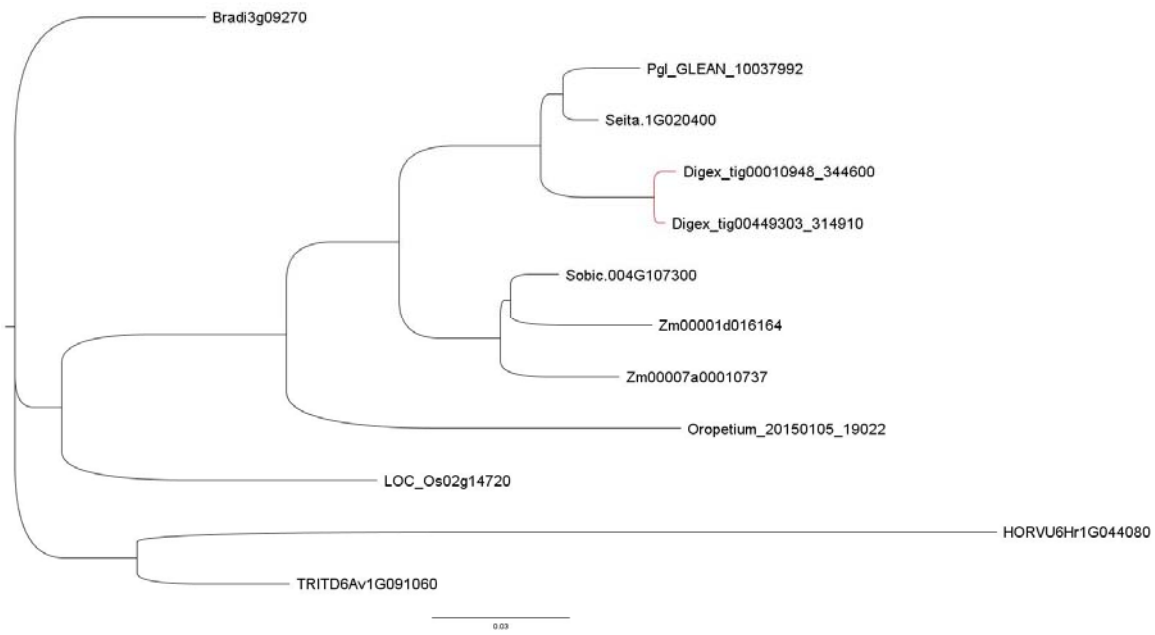 Bradi3g09270
Pgl_GLEAN_10037992
Seita.1G020400
Digex_tig00010948_344600
Digex_tig00449303_314910
Sobic.004G107300
Zm00001d016164
Zm00007a00010737
Oropetium_20150105_19022
LOC_Os02g14720
HORVU6Hr1G044080
TRITD6Av1G091060
0.03